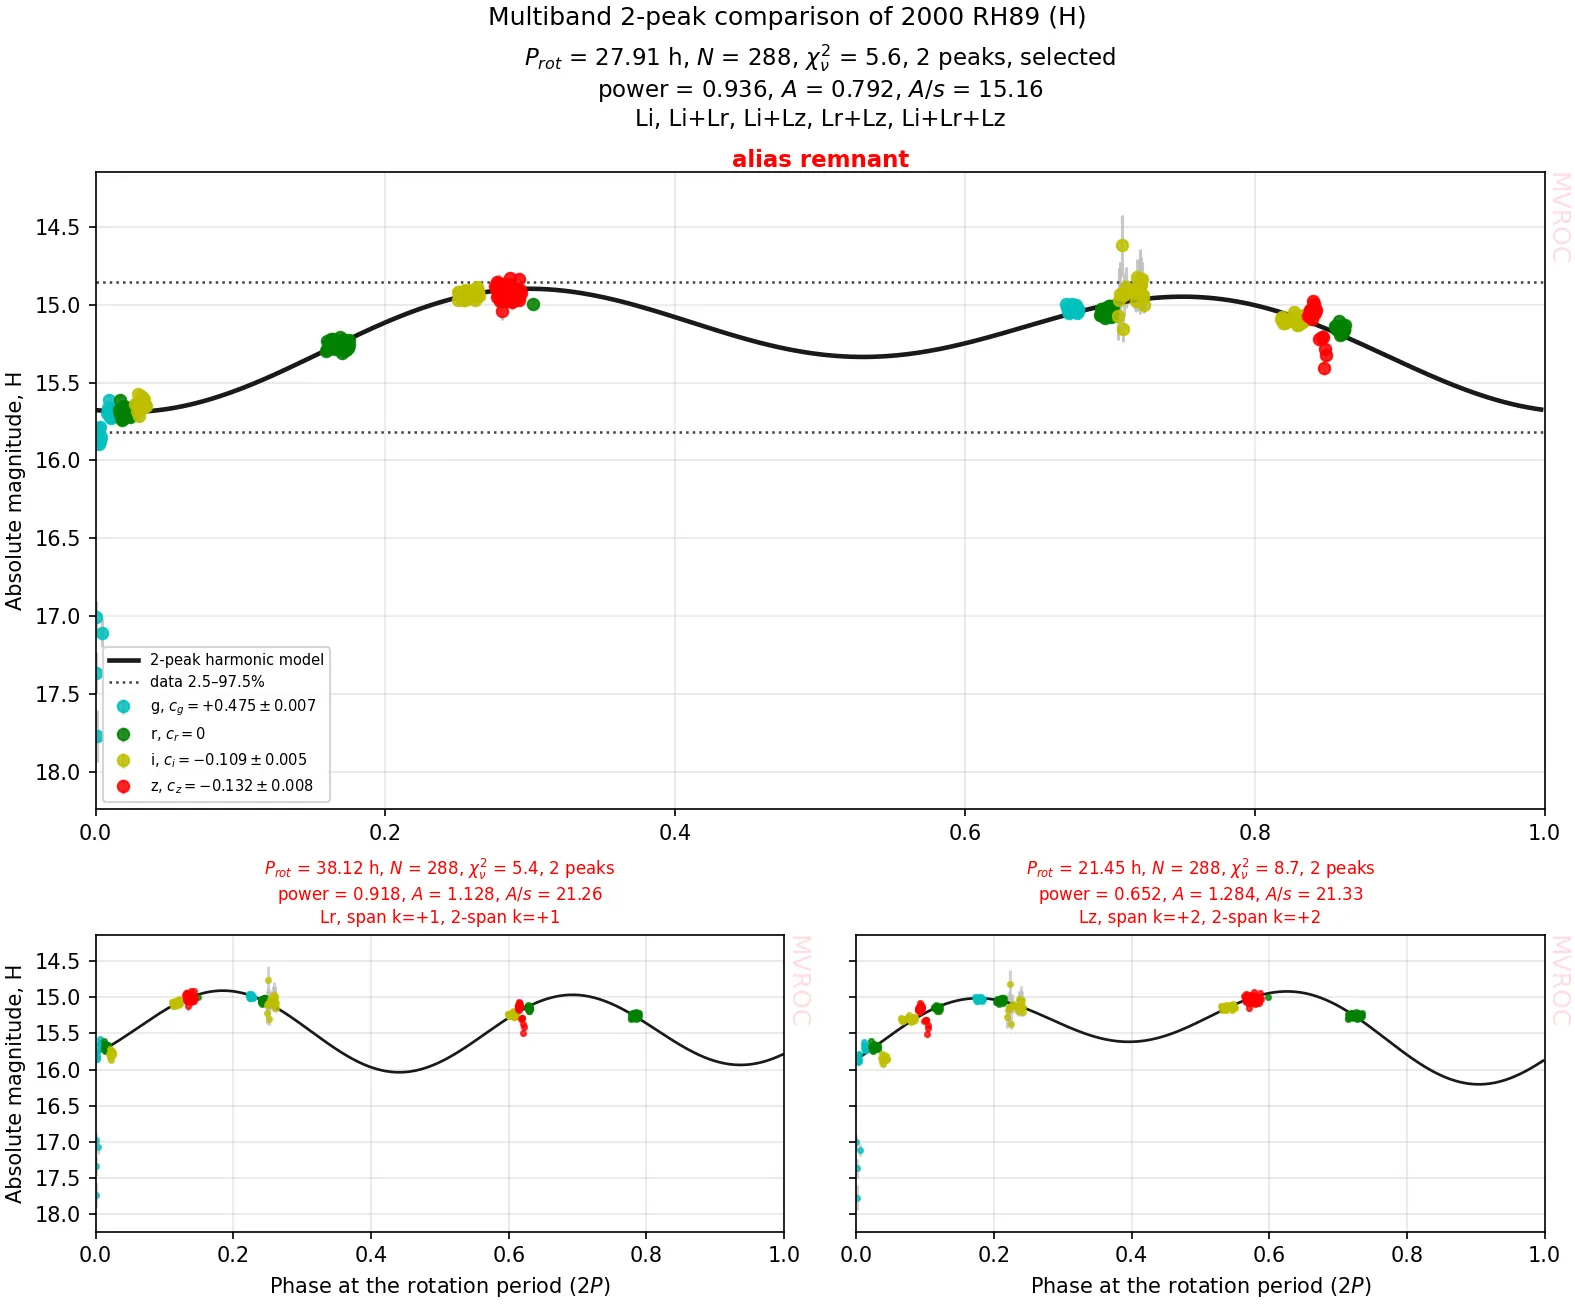 Multiband 2-peak comparison of 2000 RH89 (H)
P_rot = 27.91 h, N = 288, χ²_ν = 5.6, 2 peaks, selected
power = 0.936, A = 0.792, A/s = 15.16
Li, Li+Lr, Li+Lz, Lr+Lz, Li+Lr+Lz
alias remnant
MVROC
Absolute magnitude, H
14.5
15.0
15.5
16.0
16.5
17.0
17.5
18.0
2-peak harmonic model
data 2.5–97.5%
g, c_g = +0.475 ± 0.007
r, c_r = 0
i, c_i = −0.109 ± 0.005
z, c_z = −0.132 ± 0.008
0.0 0.2 0.4 0.6 0.8 1.0
P_rot = 38.12 h, N = 288, χ²_ν = 5.4, 2 peaks
power = 0.918, A = 1.128, A/s = 21.26
Lr, span k=+1, 2-span k=+1
MVROC
Absolute magnitude, H
14.5
15.0
15.5
16.0
16.5
17.0
17.5
18.0
0.0 0.2 0.4 0.6 0.8 1.0
Phase at the rotation period (2P)
P_rot = 21.45 h, N = 288, χ²_ν = 8.7, 2 peaks
power = 0.652, A = 1.284, A/s = 21.33
Lz, span k=+2, 2-span k=+2
MVROC
0.0 0.2 0.4 0.6 0.8 1.0
Phase at the rotation period (2P)